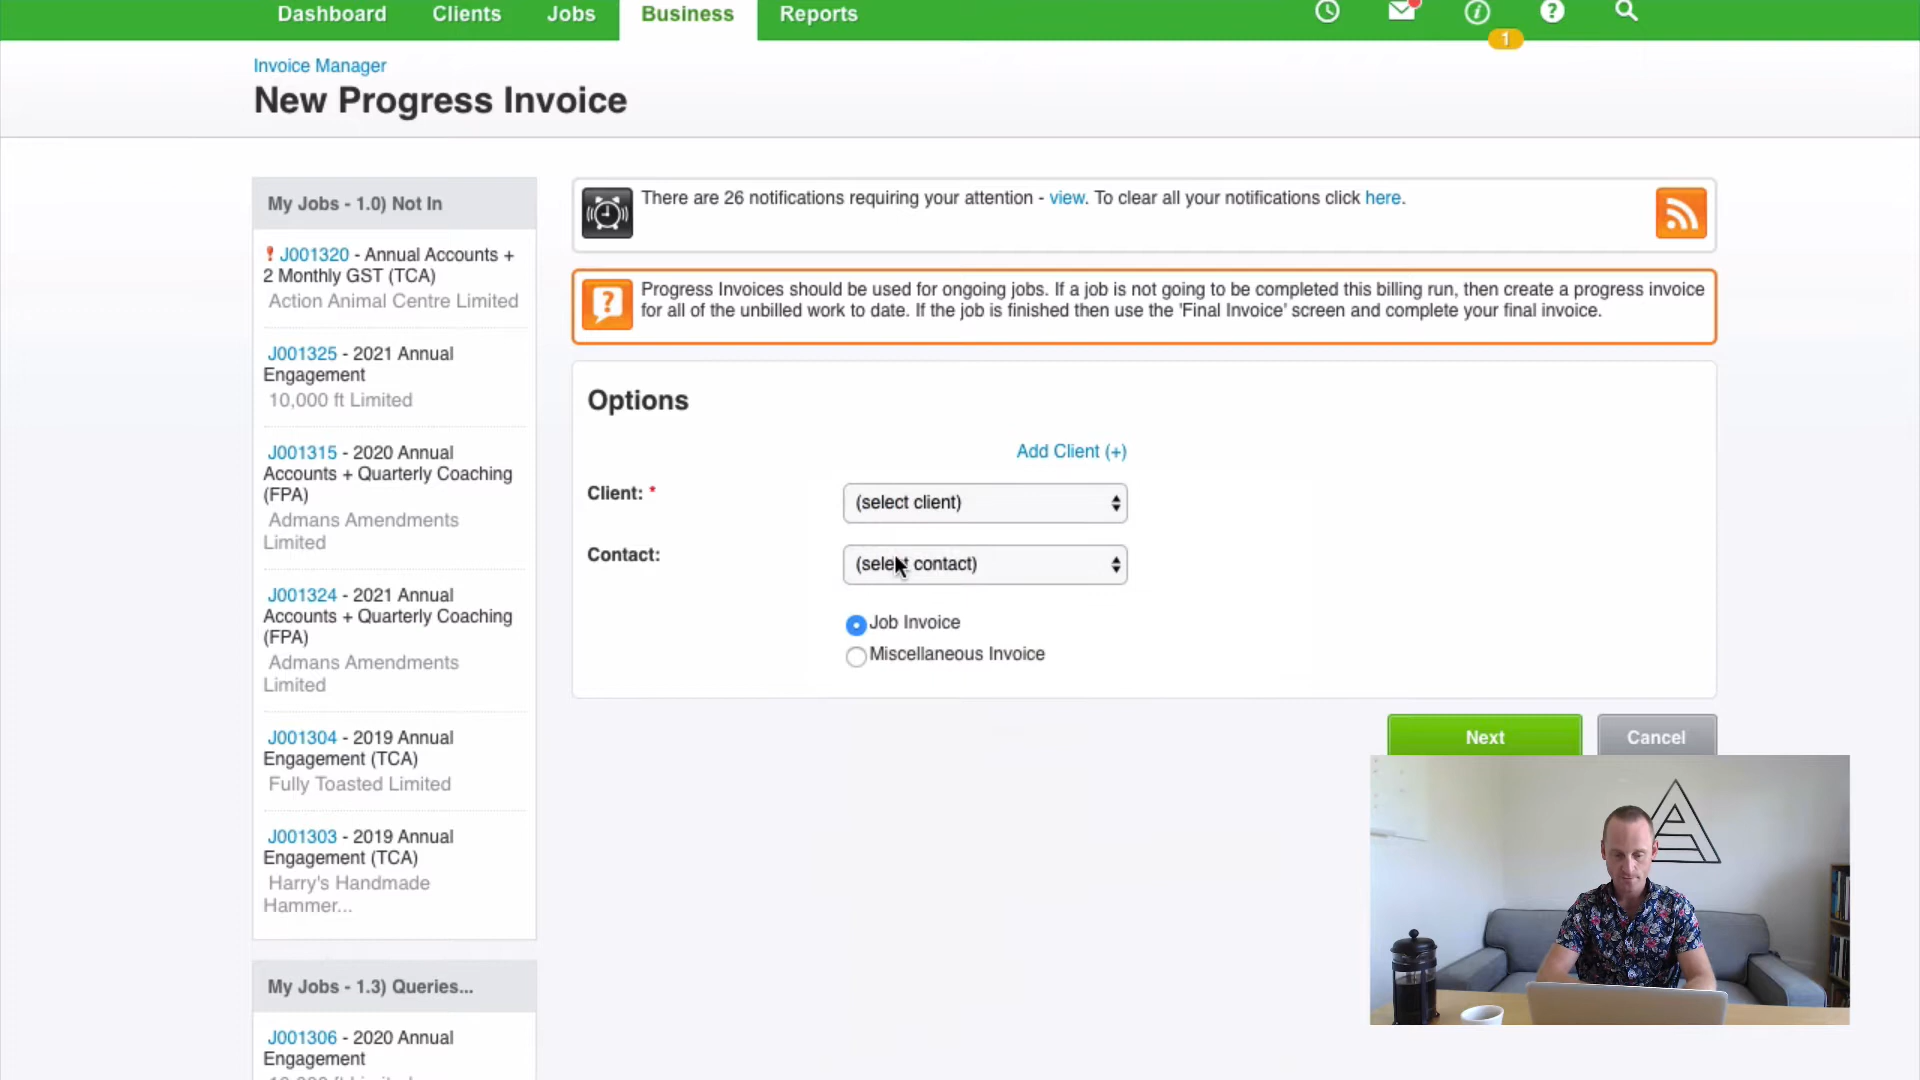 Dashboard Clients Jobs Business Reports
1
Invoice Manager
New Progress Invoice
My Jobs - 1.0) Not In
J001320 - Annual Accounts +
2 Monthly GST (TCA)
Action Animal Centre Limited
J001325 - 2021 Annual
Engagement
10,000 ft Limited
J001315 - 2020 Annual
Accounts + Quarterly Coaching
(FPA)
Admans Amendments
Limited
J001324 - 2021 Annual
Accounts + Quarterly Coaching
(FPA)
Admans Amendments
Limited
J001304 - 2019 Annual
Engagement (TCA)
Fully Toasted Limited
J001303 - 2019 Annual
Engagement (TCA)
Harry's Handmade
Hammer...
My Jobs - 1.3) Queries...
J001306 - 2020 Annual
Engagement
There are 26 notifications requiring your attention - view. To clear all your notifications click here.
Progress Invoices should be used for ongoing jobs. If a job is not going to be completed this billing run, then create a progress invoice
for all of the unbilled work to date. If the job is finished then use the 'Final Invoice' screen and complete your final invoice.
Options
Add Client (+)
Client: *
(select client)
Contact:
(select contact)
Job Invoice
Miscellaneous Invoice
Next
Cancel